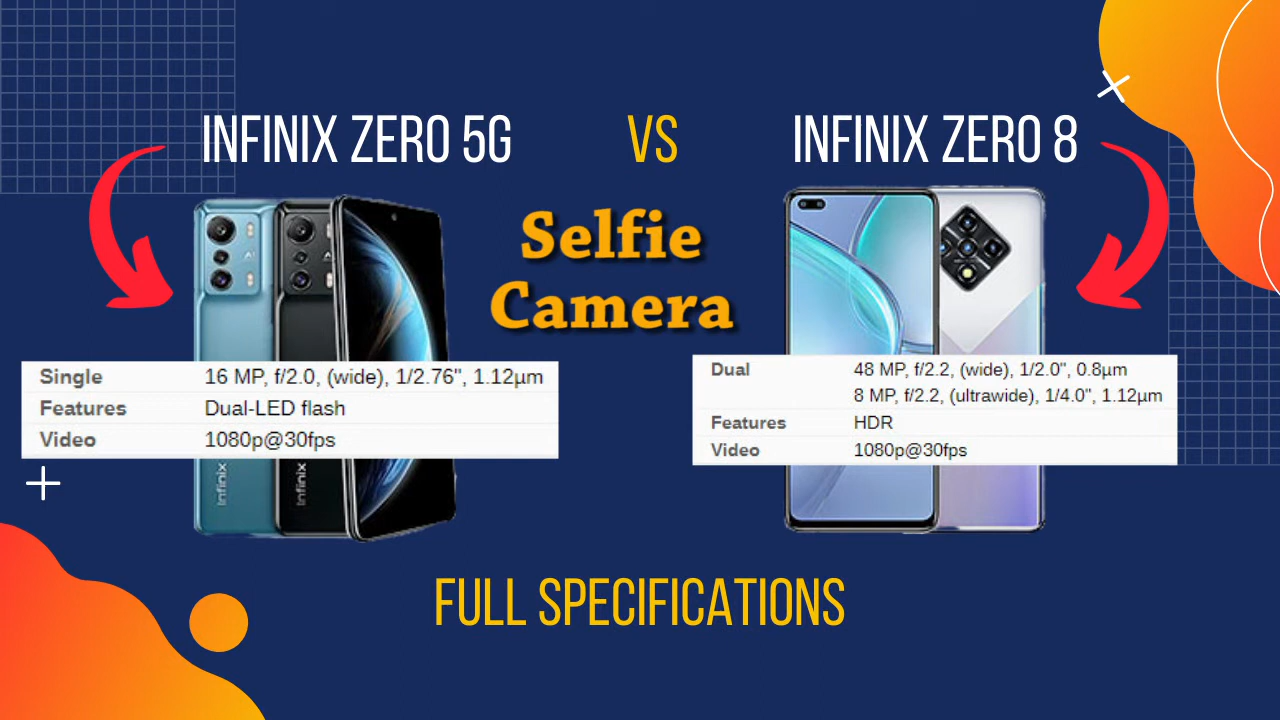 INFINIX ZERO 5G VS INFINIX ZERO 8
Selfie
Camera
Single 16 MP, f/2.0, (wide), 1/2.76", 1.12µm
Features Dual-LED flash
Video 1080p@30fps
Dual 48 MP, f/2.2, (wide), 1/2.0", 0.8µm
8 MP, f/2.2, (ultrawide), 1/4.0", 1.12µm
Features HDR
Video 1080p@30fps
Infinix
Infinix
FULL SPECIFICATIONS